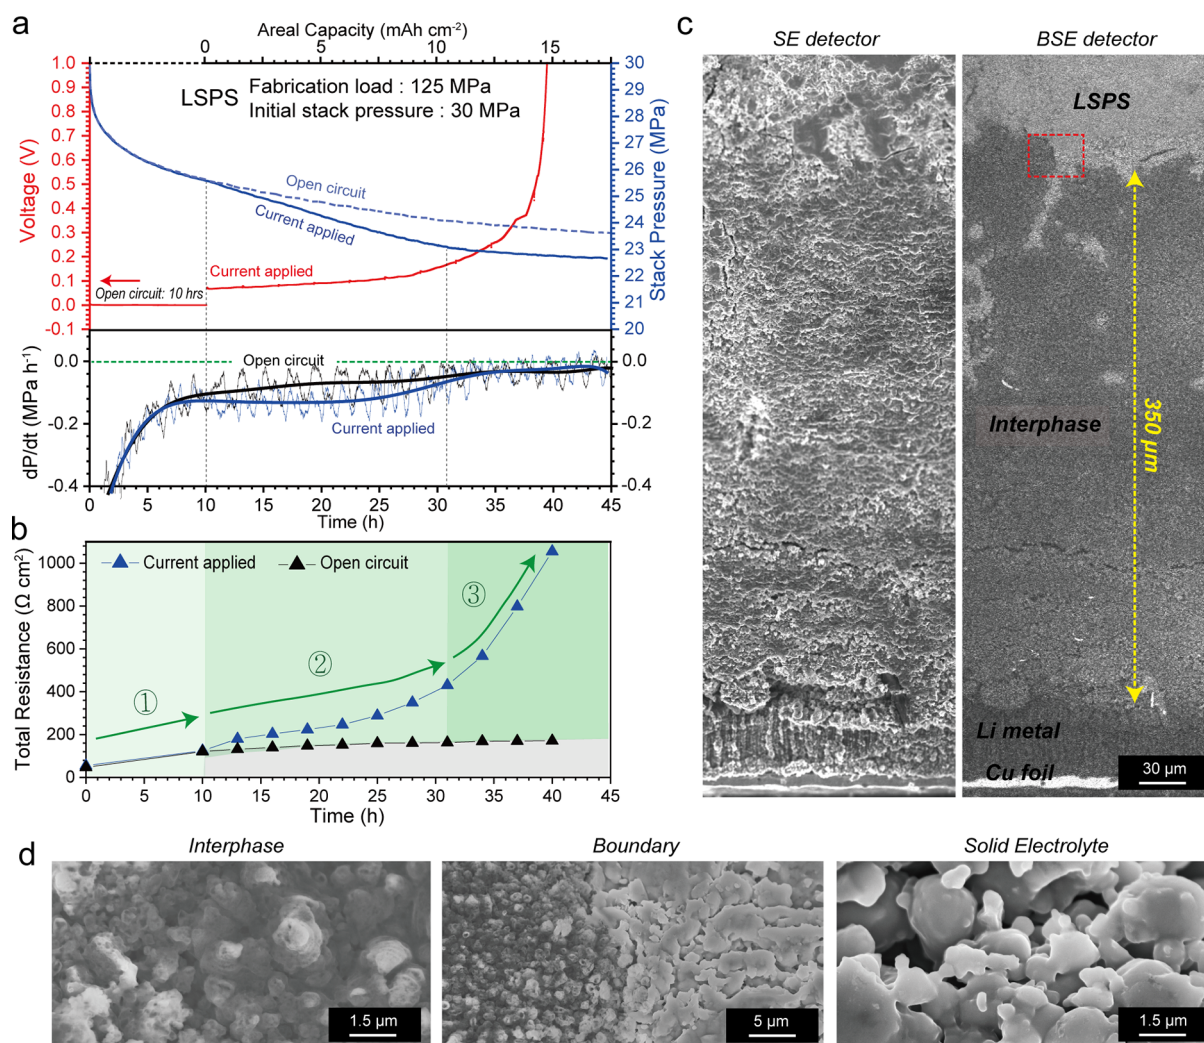 a
Areal Capacity (mAh cm-2)
0 5 10 15
1.0
0.9
0.8
0.7
0.6
0.5
0.4
0.3
0.2
0.1
0.0
-0.1
Voltage (V)
LSPS
Fabrication load : 125 MPa
Initial stack pressure : 30 MPa
Open circuit
Current applied
Current applied
Open circuit: 10 hrs
30
29
28
27
26
25
24
23
22
21
20
Stack Pressure (MPa)
0.0
-0.2
-0.4
dP/dt (MPa h-1)
Open circuit
Current applied
0.0
-0.2
-0.4
0 5 10 15 20 25 30 35 40 45
Time (h)
b
1000
800
600
400
200
0
Total Resistance (Ω cm2)
Current applied
Open circuit
①
②
③
0 5 10 15 20 25 30 35 40 45
Time (h)
c
SE detector
BSE detector
LSPS
Interphase
350 µm
Li metal
Cu foil
30 µm
d
Interphase
Boundary
Solid Electrolyte
1.5 µm
5 µm
1.5 µm